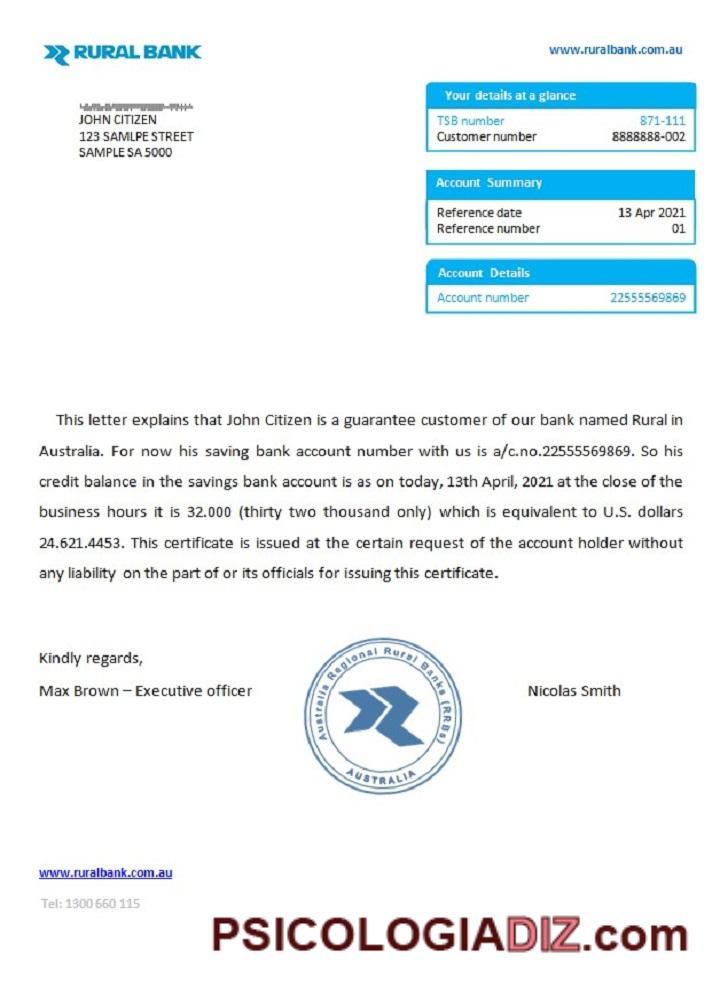 RURAL BANK
www.ruralbank.com.au
JOHN CITIZEN
123 SAMLPE STREET
SAMPLE SA 5000
Your details at a glance
TSB number 871-111
Customer number 8888888-002
Account Summary
Reference date 13 Apr 2021
Reference number 01
Account Details
Account number 22555569869
This letter explains that John Citizen is a guarantee customer of our bank named Rural in
Australia. For now his saving bank account number with us is a/c.no.22555569869. So his
credit balance in the savings bank account is as on today, 13th April, 2021 at the close of the
business hours it is 32.000 (thirty two thousand only) which is equivalent to U.S. dollars
24.621.4453. This certificate is issued at the certain request of the account holder without
any liability on the part of or its officials for issuing this certificate.
Kindly regards,
Max Brown – Executive officer
Australia Regional Rural Banks (RRBs)
AUSTRALIA
Nicolas Smith
www.ruralbank.com.au
Tel: 1300 660 115
PSICOLOGIADIZ.com